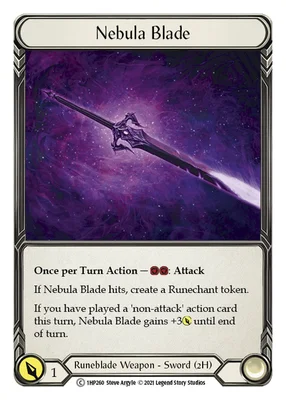 Nebula Blade
Once per Turn Action — : Attack
If Nebula Blade hits, create a Runechant token.
If you have played a 'non-attack' action card
this turn, Nebula Blade gains +3 until end
of turn.
1
Runeblade Weapon - Sword (2H)
Ⓒ 1HP260 Steve Argyle © 2021 Legend Story Studios